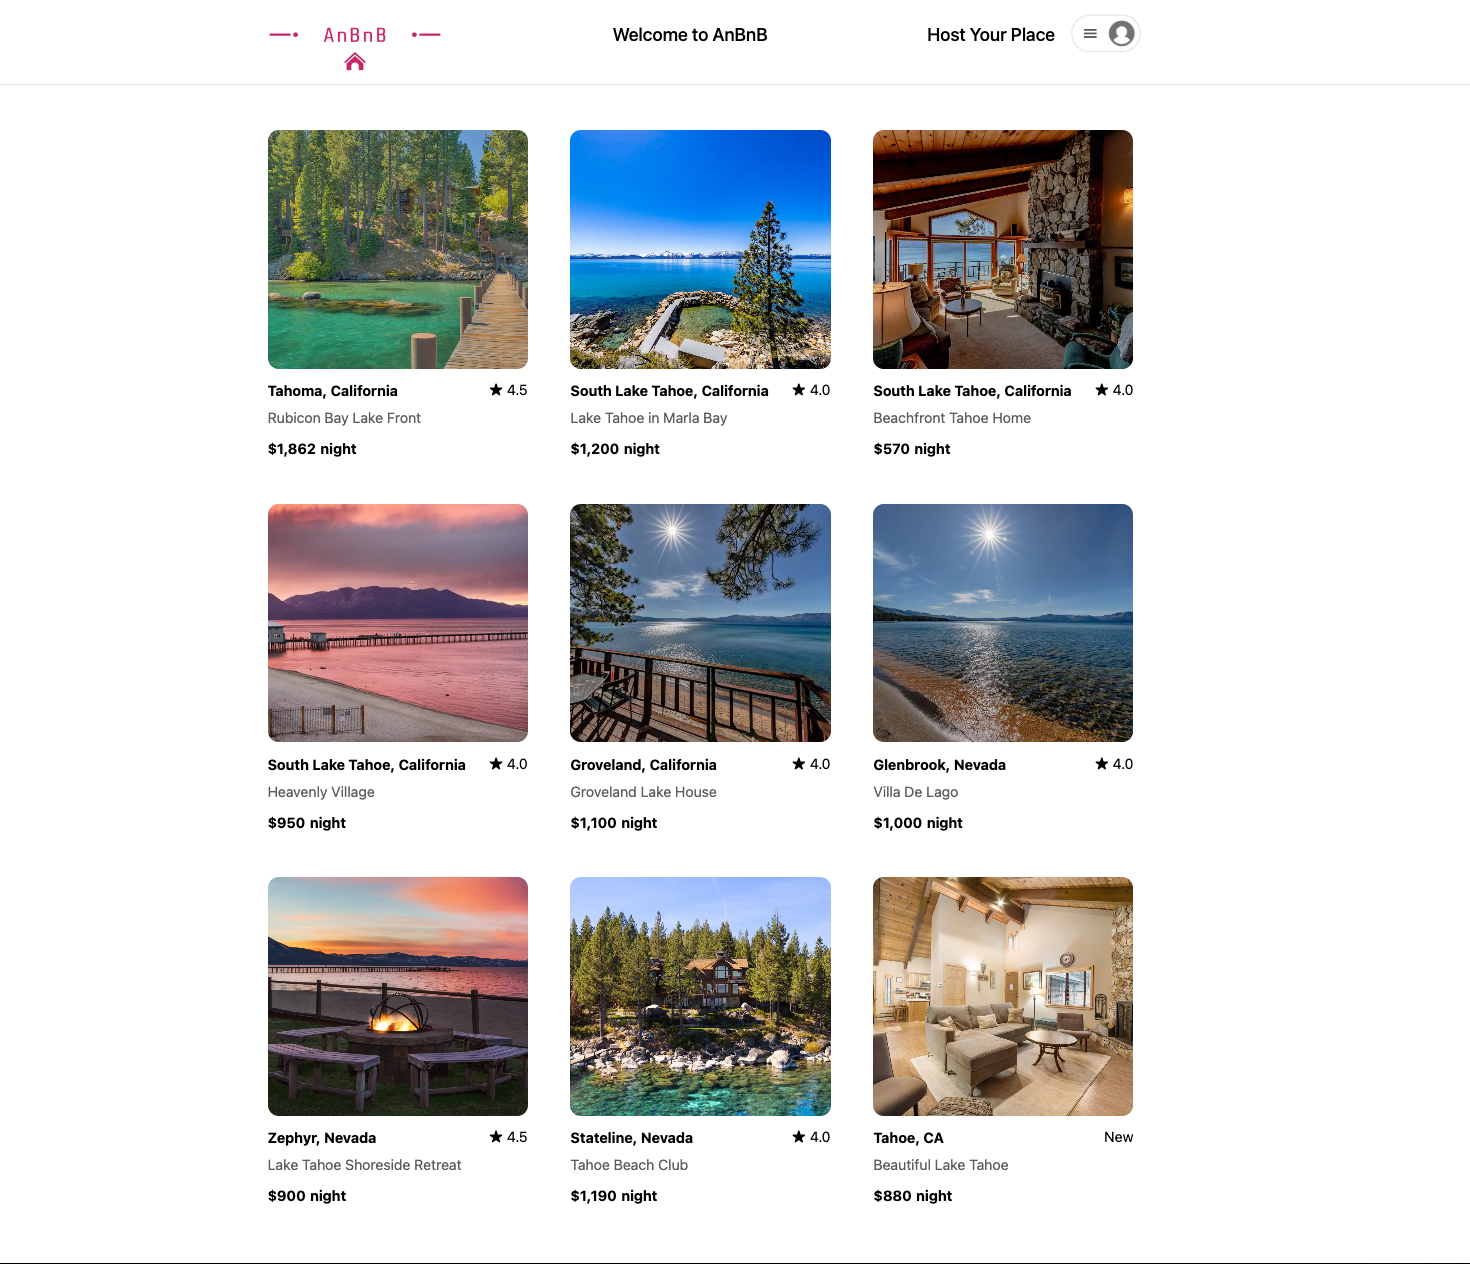 AnBnB
Welcome to AnBnB
Host Your Place
Tahoma, California
4.5
Rubicon Bay Lake Front
$1,862 night
South Lake Tahoe, California
4.0
Lake Tahoe in Marla Bay
$1,200 night
South Lake Tahoe, California
4.0
Beachfront Tahoe Home
$570 night
South Lake Tahoe, California
4.0
Heavenly Village
$950 night
Groveland, California
4.0
Groveland Lake House
$1,100 night
Glenbrook, Nevada
4.0
Villa De Lago
$1,000 night
Zephyr, Nevada
4.5
Lake Tahoe Shoreside Retreat
$900 night
Stateline, Nevada
4.0
Tahoe Beach Club
$1,190 night
Tahoe, CA
New
Beautiful Lake Tahoe
$880 night